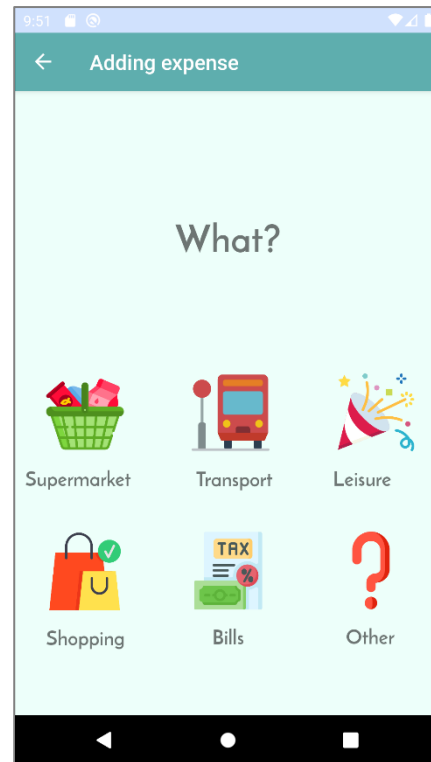 9:51
Adding expense
What?
Supermarket Transport Leisure
TAX
%
Shopping Bills Other